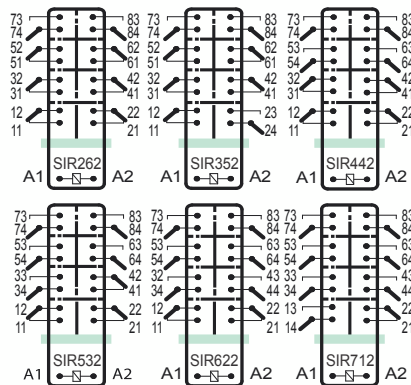 73 83 73 83 73 83
74 84 74 84 74 84
52 62 52 62 53 63
51 61 51 61 54 64
32 42 32 42 32 42
31 41 31 41 31 41
12 22 12 23 12 22
11 21 11 24 11 21
SIR262 SIR352 SIR442
A1 A2 A1 A2 A1 A2
73 83 73 83 73 83
74 84 74 84 74 84
53 63 53 63 53 63
54 64 54 64 54 64
33 42 33 43 33 43
34 41 34 44 34 44
12 22 12 22 13 22
11 21 11 21 14 21
SIR532 SIR622 SIR712
A1 A2 A1 A2 A1 A2